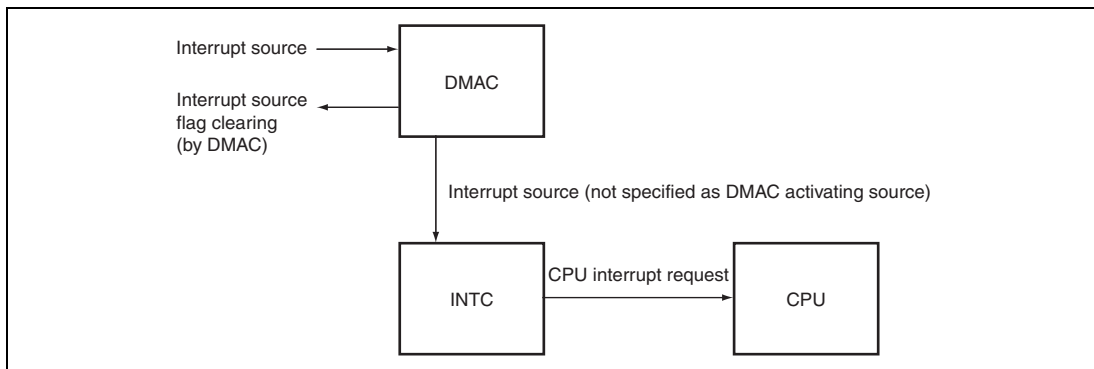 Interrupt source
DMAC
Interrupt source
flag clearing
(by DMAC)
Interrupt source (not specified as DMAC activating source)
INTC
CPU interrupt request
CPU